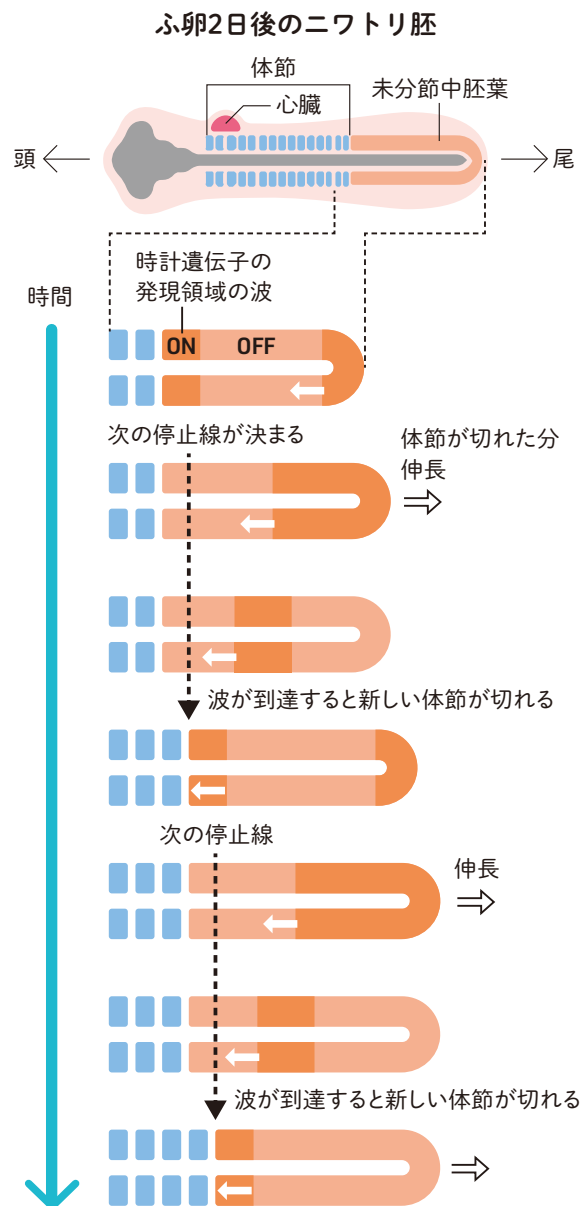 ふ卵2日後のニワトリ胚
体節
心臓
未分節中胚葉
頭
尾
時計遺伝子の
発現領域の波
時間
ON
OFF
次の停止線が決まる
体節が切れた分
伸長
波が到達すると新しい体節が切れる
次の停止線
伸長
波が到達すると新しい体節が切れる